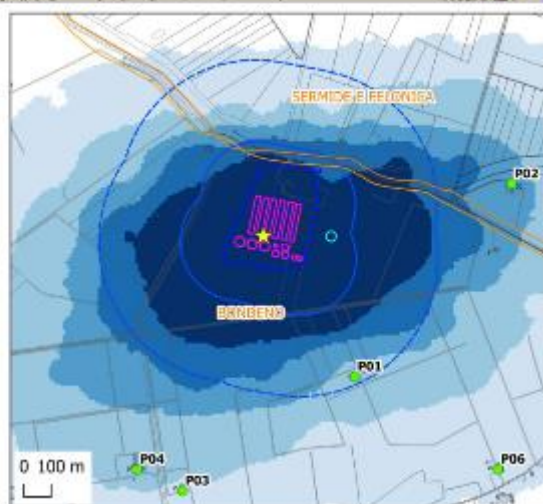 SERMIDE E FELONICA
P02
BONDENO
P01
P04
P03
P06
0 100 m